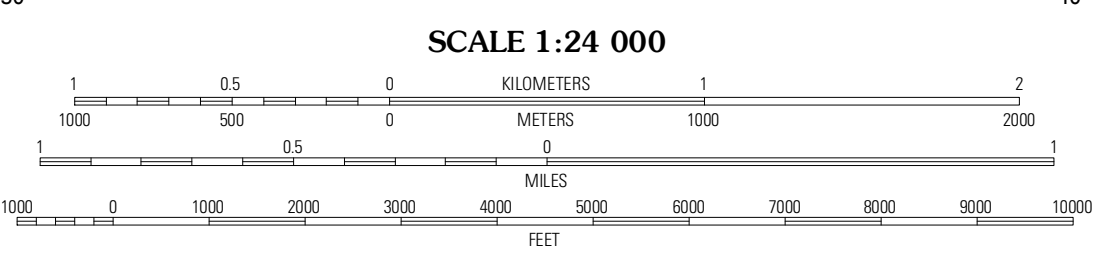 SCALE 1:24 000
1 0.5 0 KILOMETERS 1 2
1000 500 0 METERS 1000 2000
1 0.5 0 1
MILES
1000 0 1000 2000 3000 4000 5000 6000 7000 8000 9000 10000
FEET